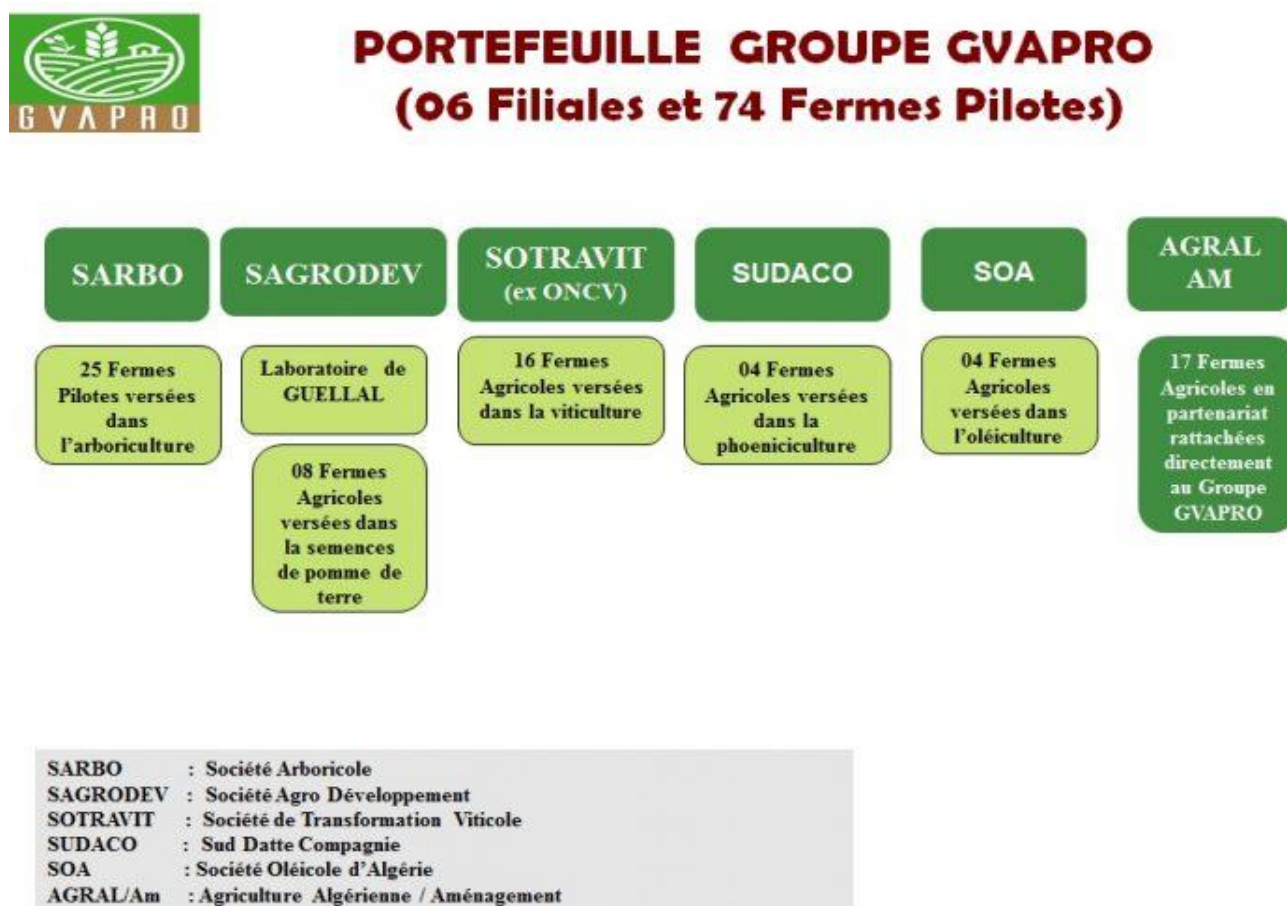 GVAPRO
PORTEFEUILLE GROUPE GVAPRO
(06 Filiales et 74 Fermes Pilotes)
SARBO
25 Fermes
Pilotes versées
dans
l’arboriculture
SAGRODEV
Laboratoire de
GUELLAL
08 Fermes
Agricoles
versées dans
la semences
de pomme de
terre
SOTRAVIT
(ex ONCV)
16 Fermes
Agricoles versées
dans la viticulture
SUDACO
04 Fermes
Agricoles versées
dans la
phoeniciculture
SOA
04 Fermes
Agricoles
versées dans
l’oléiculture
AGRAL
AM
17 Fermes
Agricoles en
partenariat
rattachées
directement
au Groupe
GVAPRO
SARBO : Société Arboricole
SAGRODEV : Société Agro Développement
SOTRAVIT : Société de Transformation Viticole
SUDACO : Sud Datte Compagnie
SOA : Société Oléicole d’Algérie
AGRAL/Am : Agriculture Algérienne / Aménagement